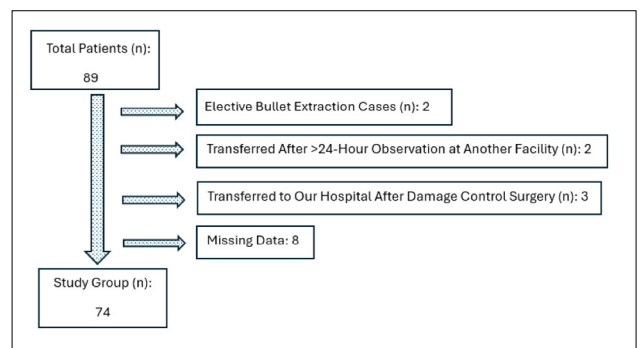 Total Patients (n):
89
Elective Bullet Extraction Cases (n): 2
Transferred After >24-Hour Observation at Another Facility (n): 2
Transferred to Our Hospital After Damage Control Surgery (n): 3
Missing Data: 8
Study Group (n):
74